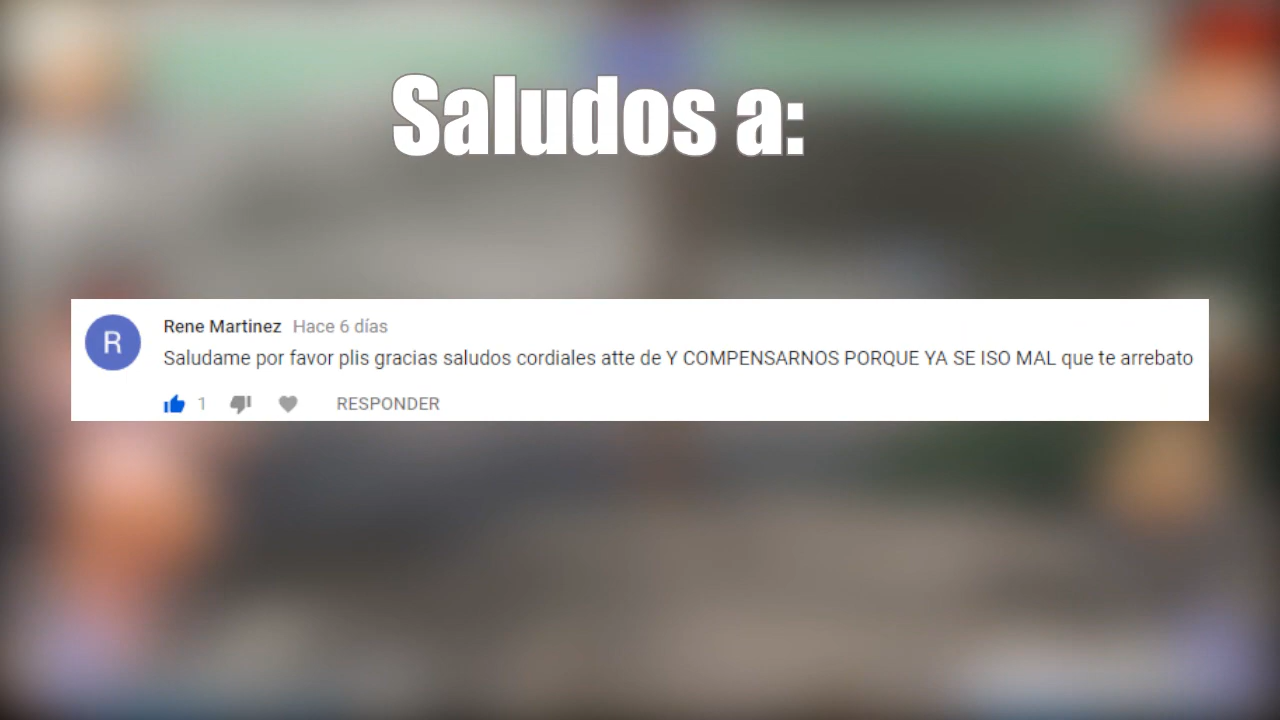 Saludos a:
R
Rene Martinez Hace 6 días
Saludame por favor plis gracias saludos cordiales atte de Y COMPENSARNOS PORQUE YA SE ISO MAL que te arrebato
1 RESPONDER